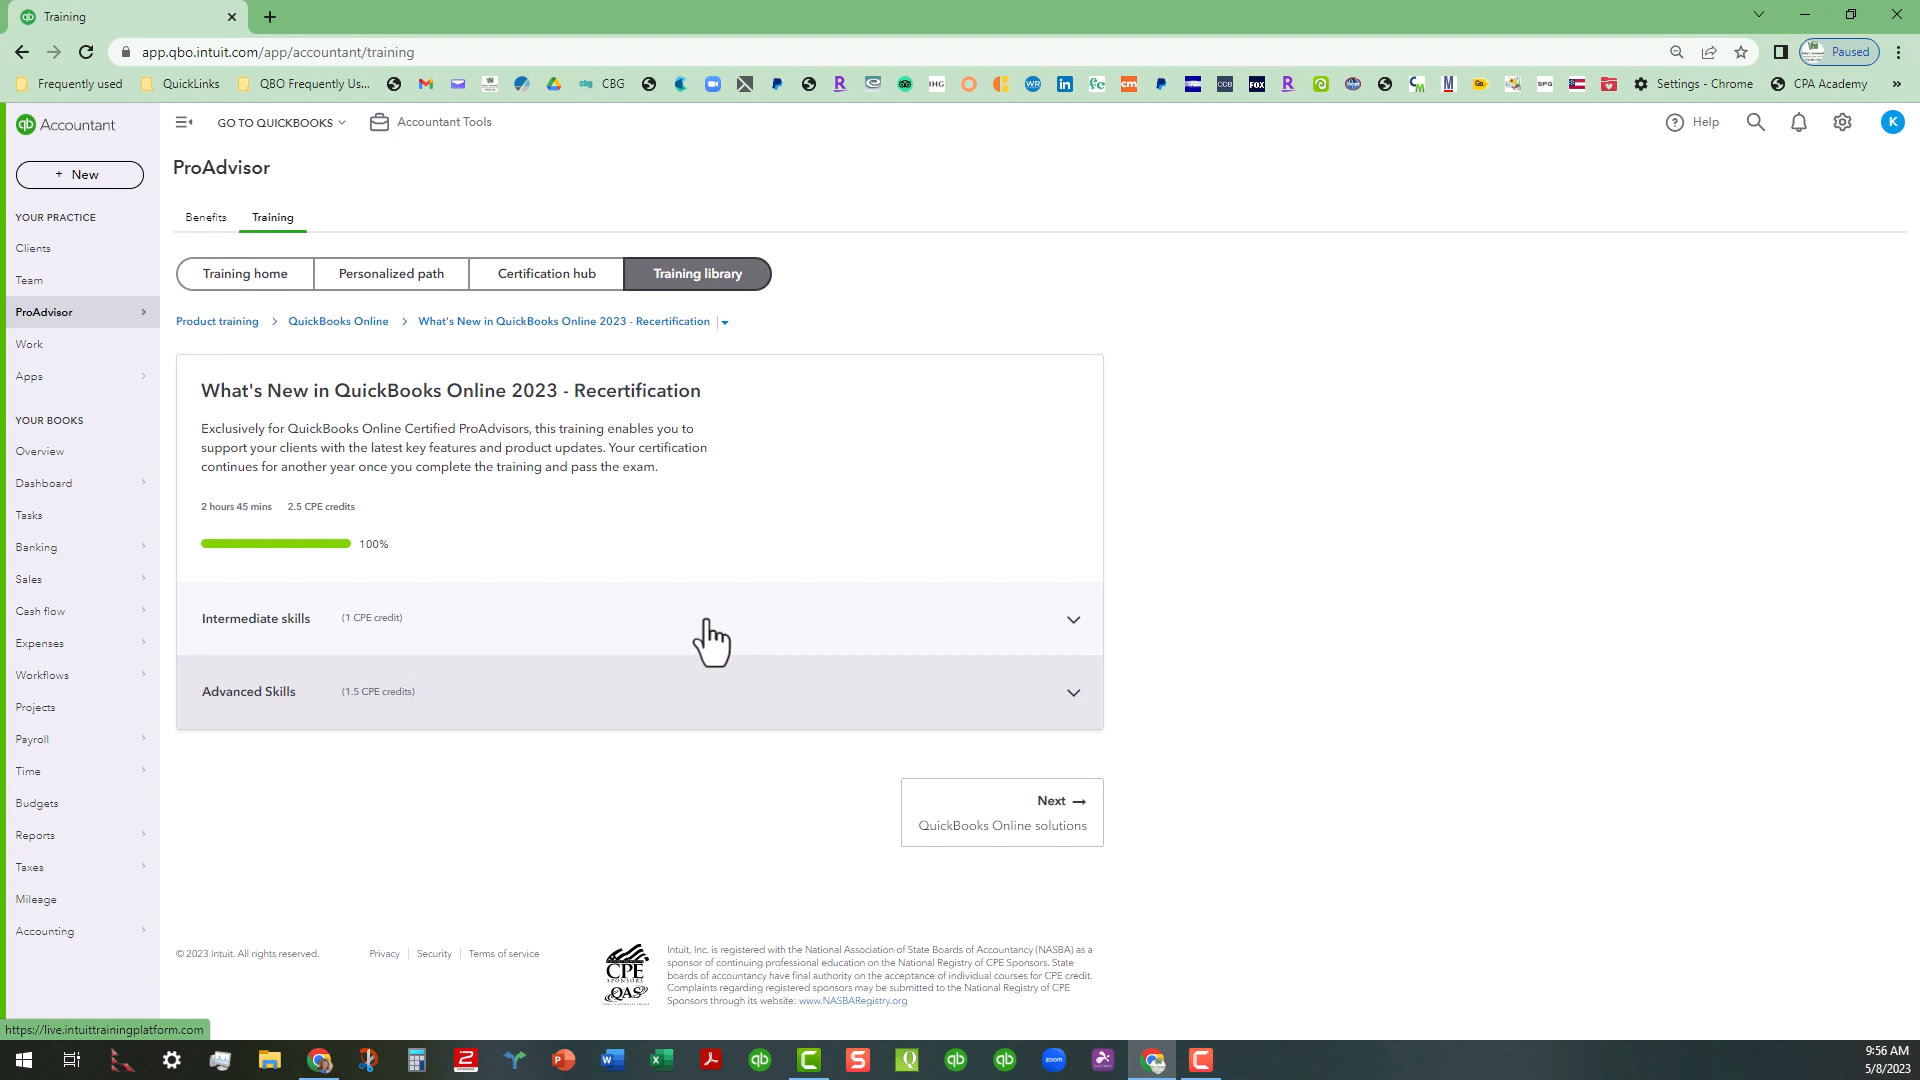 Training
app.qbo.intuit.com/app/accountant/training
Paused
Frequently used
QuickLinks
QBO Frequently Us...
CBG
Settings - Chrome
CPA Academy
qb Accountant
GO TO QUICKBOOKS
Accountant Tools
Help
K
+ New
ProAdvisor
Benefits
Training
YOUR PRACTICE
Clients
Team
ProAdvisor
Work
Apps
YOUR BOOKS
Overview
Dashboard
Tasks
Banking
Sales
Cash flow
Expenses
Workflows
Projects
Payroll
Time
Budgets
Reports
Taxes
Mileage
Accounting
Training home
Personalized path
Certification hub
Training library
Product training > QuickBooks Online > What's New in QuickBooks Online 2023 - Recertification
What's New in QuickBooks Online 2023 - Recertification
Exclusively for QuickBooks Online Certified ProAdvisors, this training enables you to
support your clients with the latest key features and product updates. Your certification
continues for another year once you complete the training and pass the exam.
2 hours 45 mins 2.5 CPE credits
100%
Intermediate skills (1 CPE credit)
Advanced Skills (1.5 CPE credits)
Next →
QuickBooks Online solutions
© 2023 Intuit. All rights reserved.
Privacy | Security | Terms of service
CPE
SPONSORS
QAS
Intuit, Inc. is registered with the National Association of State Boards of Accountancy (NASBA) as a
sponsor of continuing professional education on the National Registry of CPE Sponsors. State
boards of accountancy have final authority on the acceptance of individual courses for CPE credit.
Complaints regarding registered sponsors may be submitted to the National Registry of CPE
Sponsors through its website: www.NASBARegistry.org
https://live.intuittrainingplatform.com
9:56 AM
5/8/2023